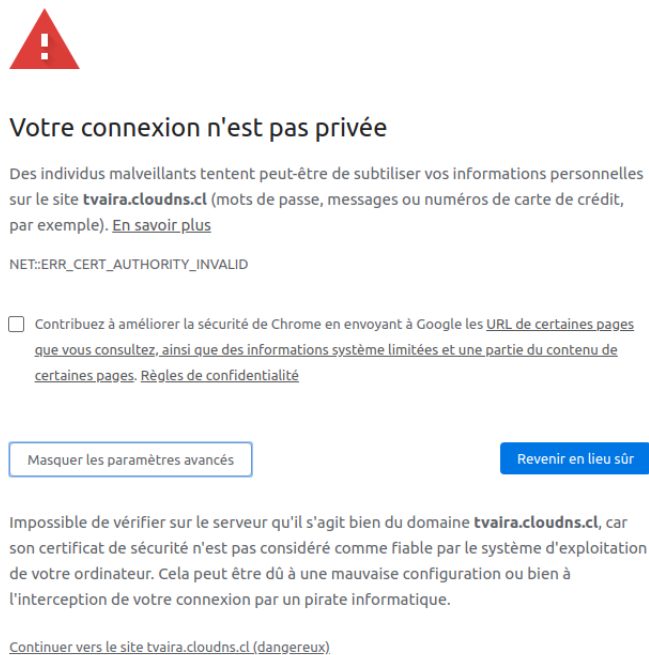 Votre connexion n'est pas privée
Des individus malveillants tentent peut-être de subtiliser vos informations personnelles
sur le site tvaira.cloudns.cl (mots de passe, messages ou numéros de carte de crédit,
par exemple). En savoir plus
NET::ERR_CERT_AUTHORITY_INVALID
Contribuez à améliorer la sécurité de Chrome en envoyant à Google les URL de certaines pages
que vous consultez, ainsi que des informations système limitées et une partie du contenu de
certaines pages. Règles de confidentialité
Masquer les paramètres avancés
Revenir en lieu sûr
Impossible de vérifier sur le serveur qu'il s'agit bien du domaine tvaira.cloudns.cl, car
son certificat de sécurité n'est pas considéré comme fiable par le système d'exploitation
de votre ordinateur. Cela peut être dû à une mauvaise configuration ou bien à
l'interception de votre connexion par un pirate informatique.
Continuer vers le site tvaira.cloudns.cl (dangereux)